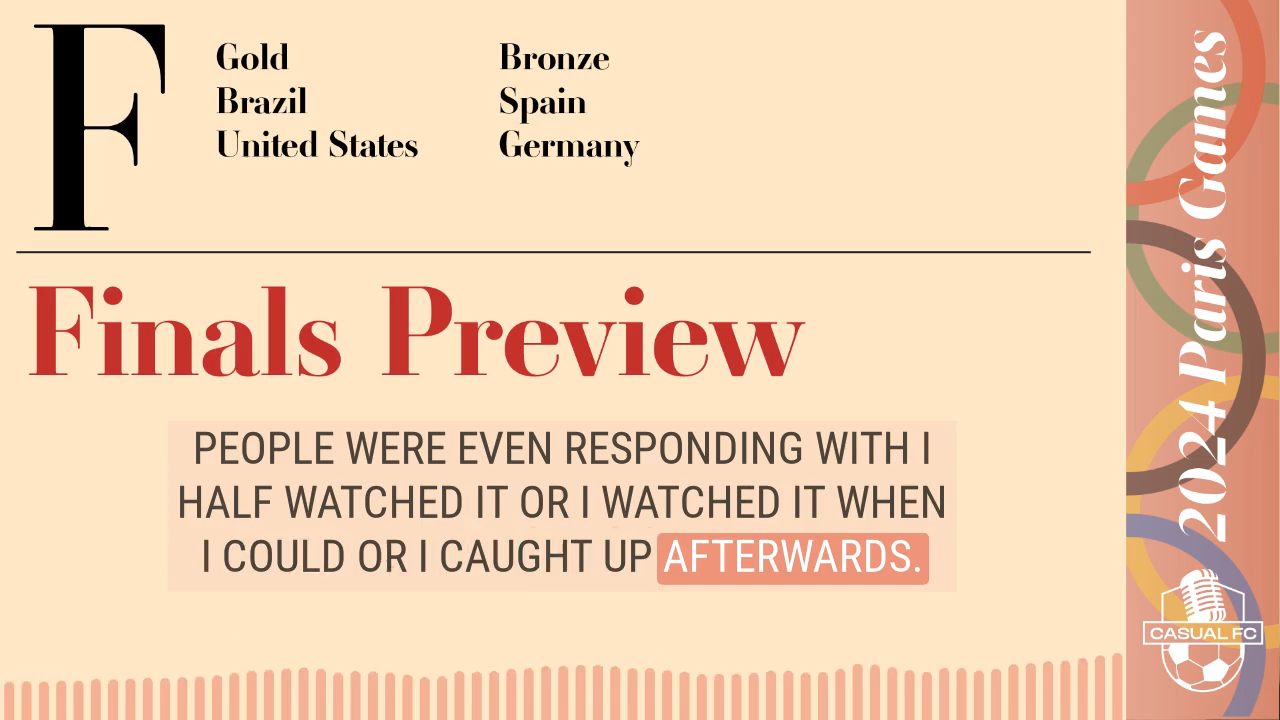 F
Gold
Brazil
United States
Bronze
Spain
Germany
Finals Preview
PEOPLE WERE EVEN RESPONDING WITH I
HALF WATCHED IT OR I WATCHED IT WHEN
I COULD OR I CAUGHT UP AFTERWARDS.
2024 Paris Games
CASUAL FC